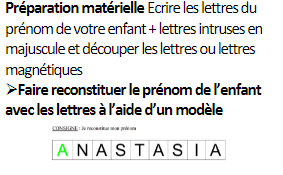 Préparation matérielle Ecrire les lettres du
prénom de votre enfant + lettres intruses en
majuscule et découper les lettres ou lettres
magnétiques
➢Faire reconstituer le prénom de l'enfant
avec les lettres à l'aide d'un modèle
CONSIGNE : Je reconstitue mon prénom
A N A S T A S I A